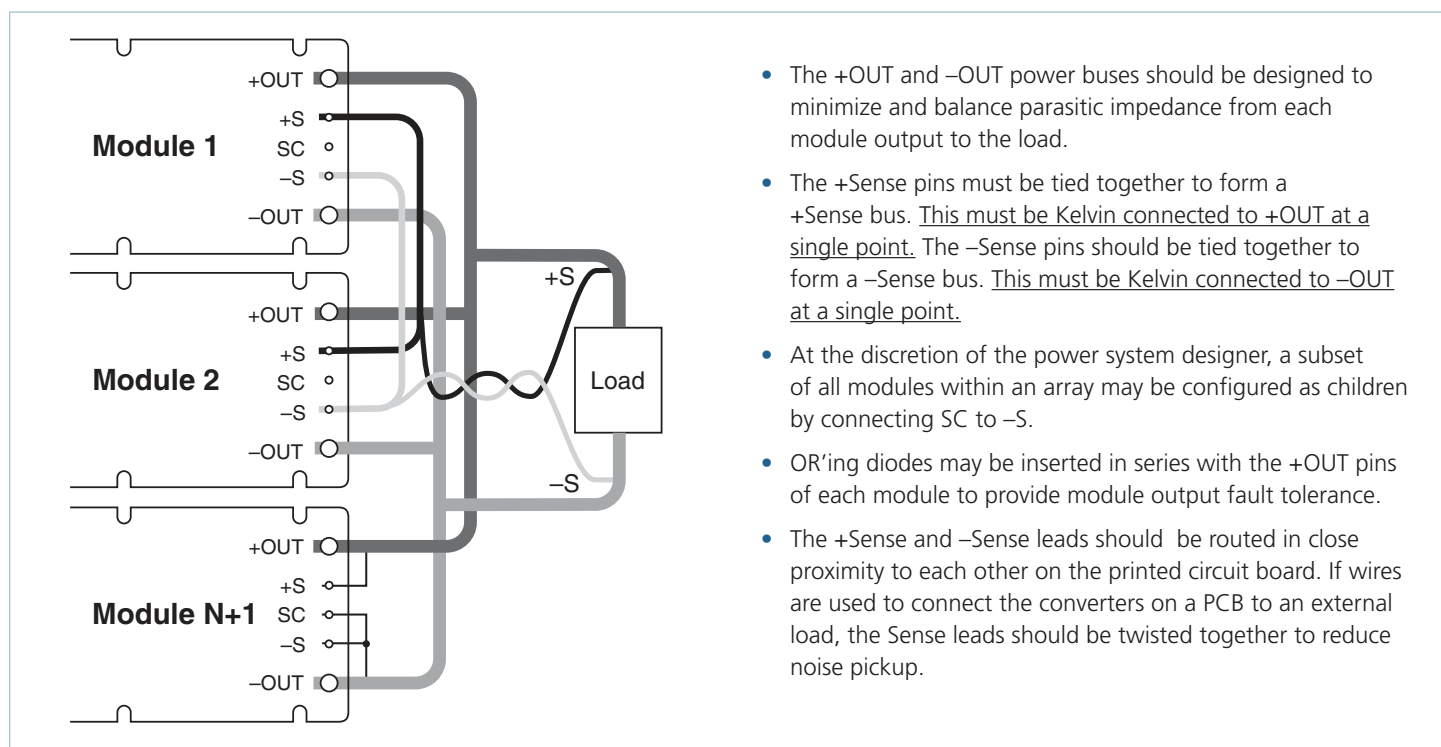 +OUT
+S
Module 1
SC
–S
–OUT
+OUT
+S
Module 2
SC
–S
–OUT
+OUT
+S
Module N+1
SC
–S
–OUT
+S
Load
–S
• The +OUT and –OUT power buses should be designed to
minimize and balance parasitic impedance from each
module output to the load.
• The +Sense pins must be tied together to form a
+Sense bus. This must be Kelvin connected to +OUT at a
single point. The –Sense pins should be tied together to
form a –Sense bus. This must be Kelvin connected to –OUT
at a single point.
• At the discretion of the power system designer, a subset
of all modules within an array may be configured as children
by connecting SC to –S.
• OR'ing diodes may be inserted in series with the +OUT pins
of each module to provide module output fault tolerance.
• The +Sense and –Sense leads should be routed in close
proximity to each other on the printed circuit board. If wires
are used to connect the converters on a PCB to an external
load, the Sense leads should be twisted together to reduce
noise pickup.